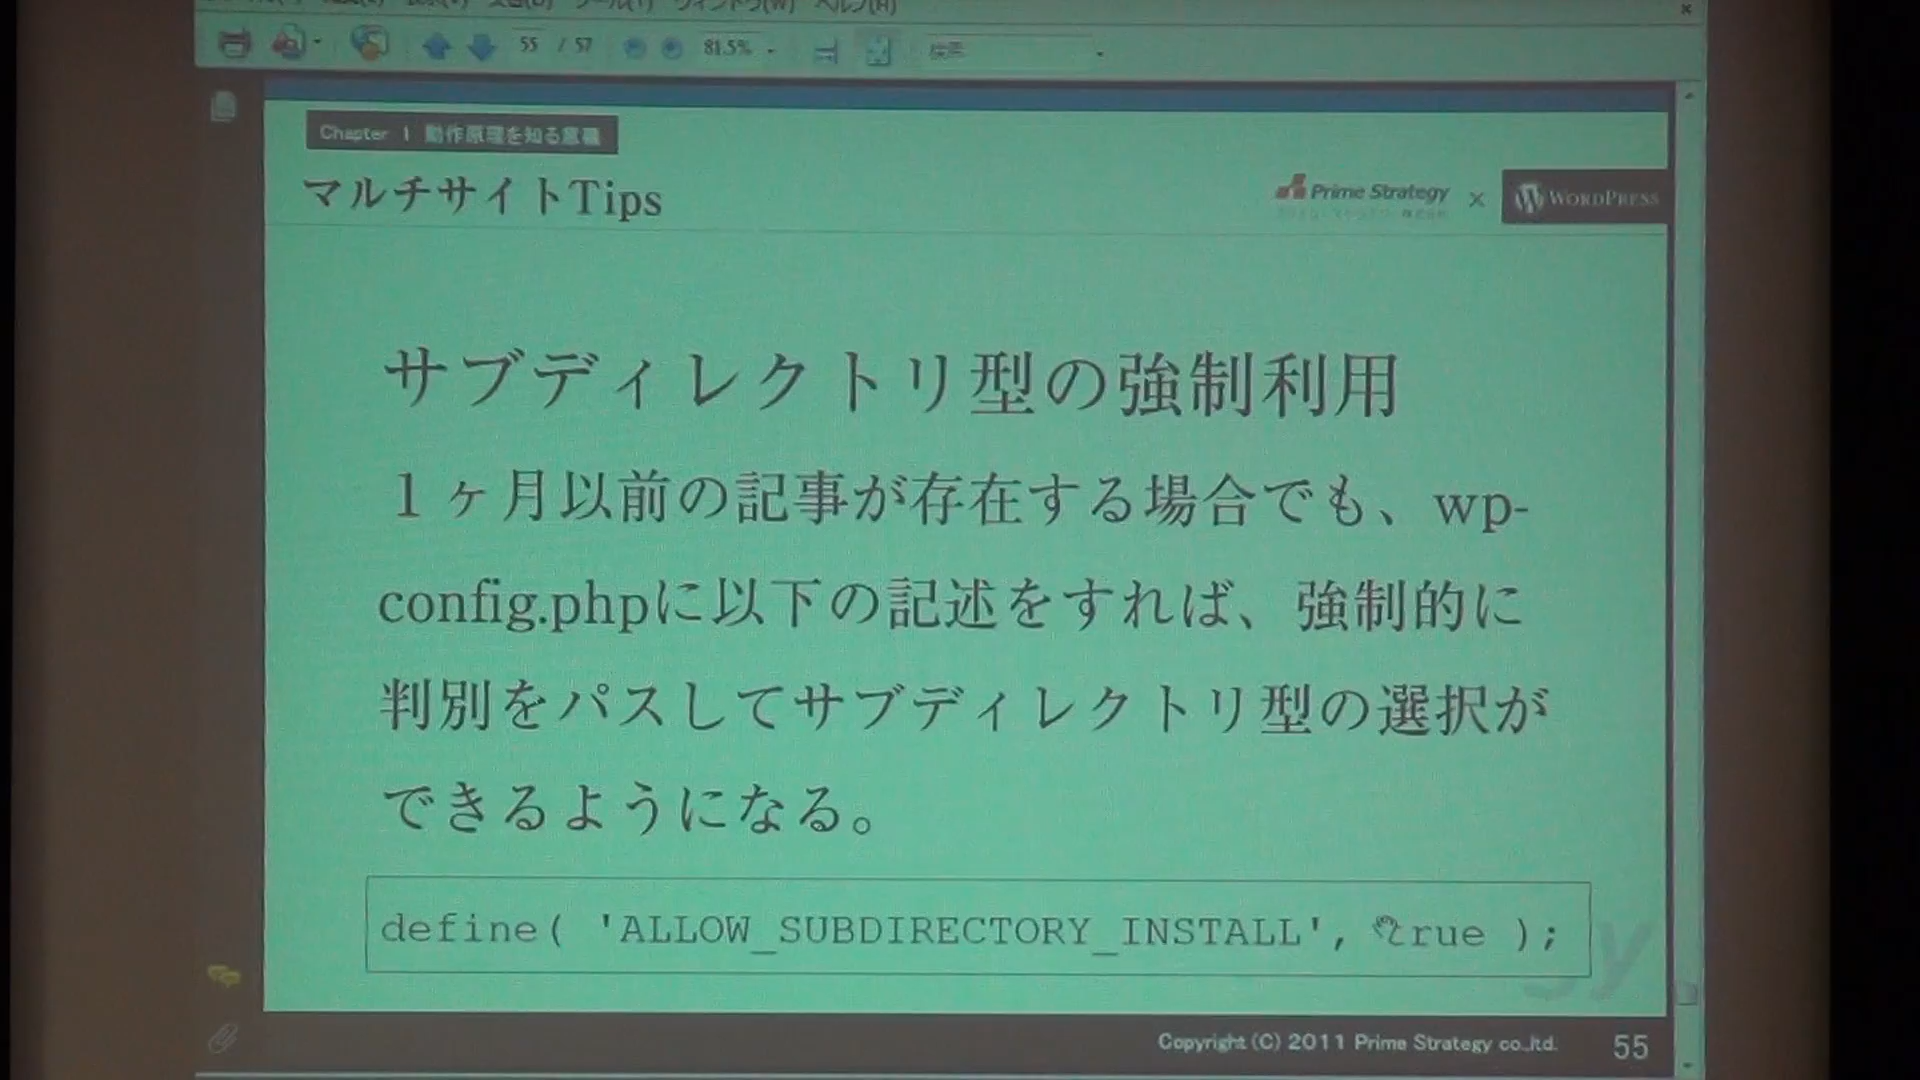 ヘルプ(H)
55 / 57 81.5% 検索
Chapter 1 動作原理を知る意義
マルチサイトTips
Prime Strategy × WORDPRESS
サブディレクトリ型の強制利用
1ヶ月以前の記事が存在する場合でも、wp-
config.phpに以下の記述をすれば、強制的に
判別をパスしてサブディレクトリ型の選択が
できるようになる。
define( 'ALLOW_SUBDIRECTORY_INSTALL', true );
Copyright (C) 2011 Prime Strategy co.,ltd. 55